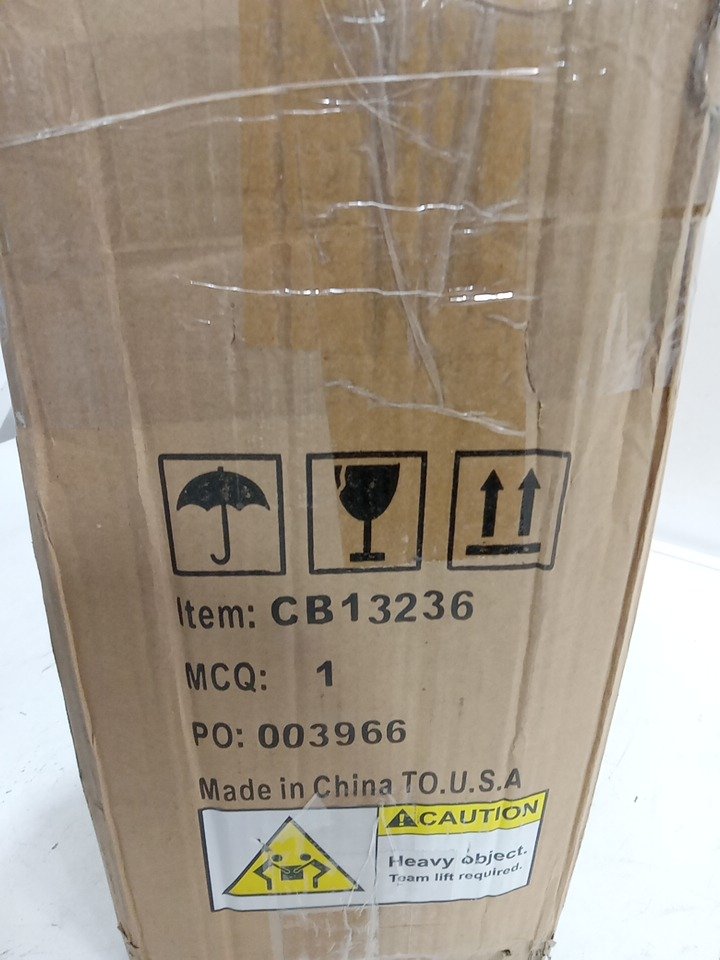 Item: CB13236
MCQ: 1
PO: 003966
Made in China TO.U.S.A
CAUTION
Heavy object.
Team lift required.